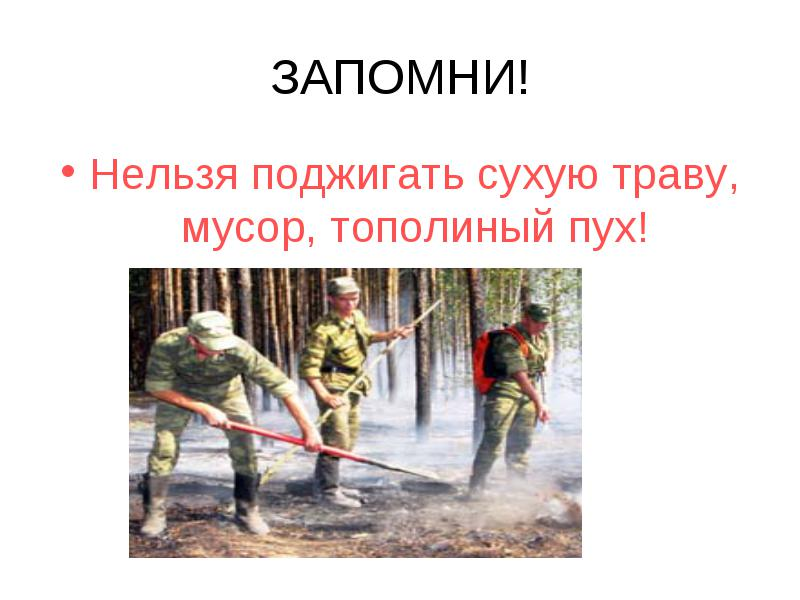 ЗАПОМНИ!
• Нельзя поджигать сухую траву,
мусор, тополиный пух!